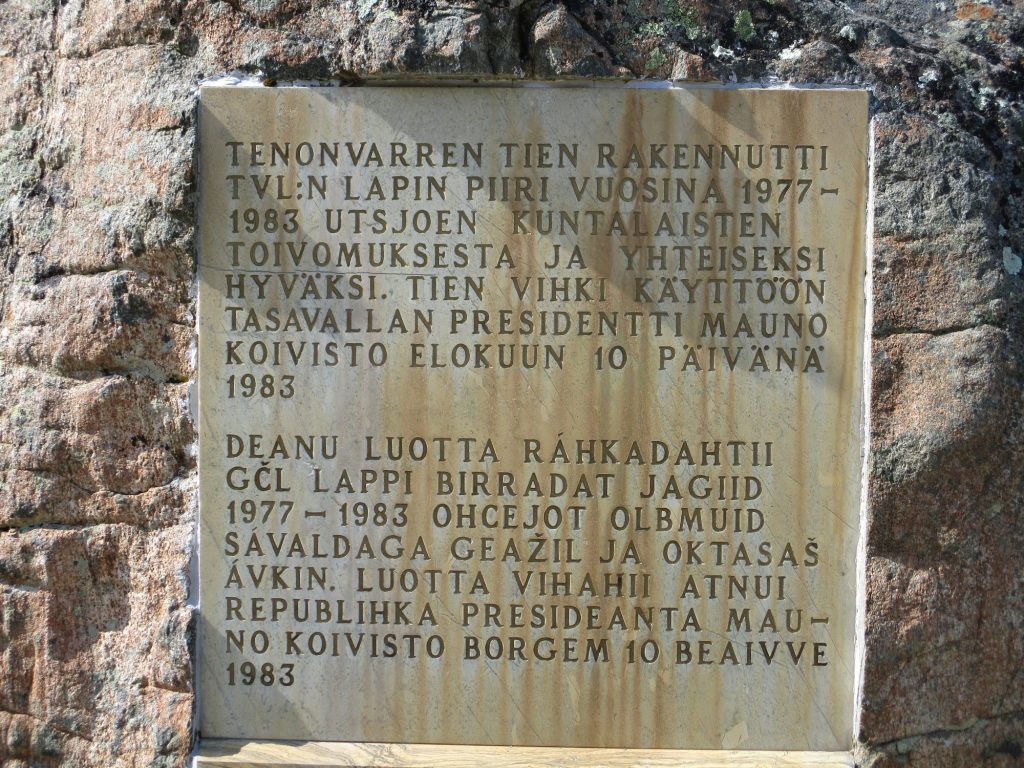 TENONVARREN TIEN RAKENNUTTI
TVL:N LAPIN PIIRI VUOSINA 1977–
1983 UTSJOEN KUNTALAISTEN
TOIVOMUKSESTA JA YHTEISEKSI
HYVÄKSI. TIEN VIHKI KÄYTTÖÖN
TASAVALLAN PRESIDENTTI MAUNO
KOIVISTO ELOKUUN 10 PÄIVÄNÄ
1983
DEANU LUOTTA RÁHKADAHTII
GČL LAPPI BIRRADAT JAGIID
1977–1983 OHCEJOT OLBMUID
SÁVALDAGA GEAŽIL JA OKTASAŠ
ÁVKIN. LUOTTA VIHAHII ATNUI
REPUBLIHKA PRESIDEANTA MAU–
NO KOIVISTO BORGEM 10 BEAIVVE
1983